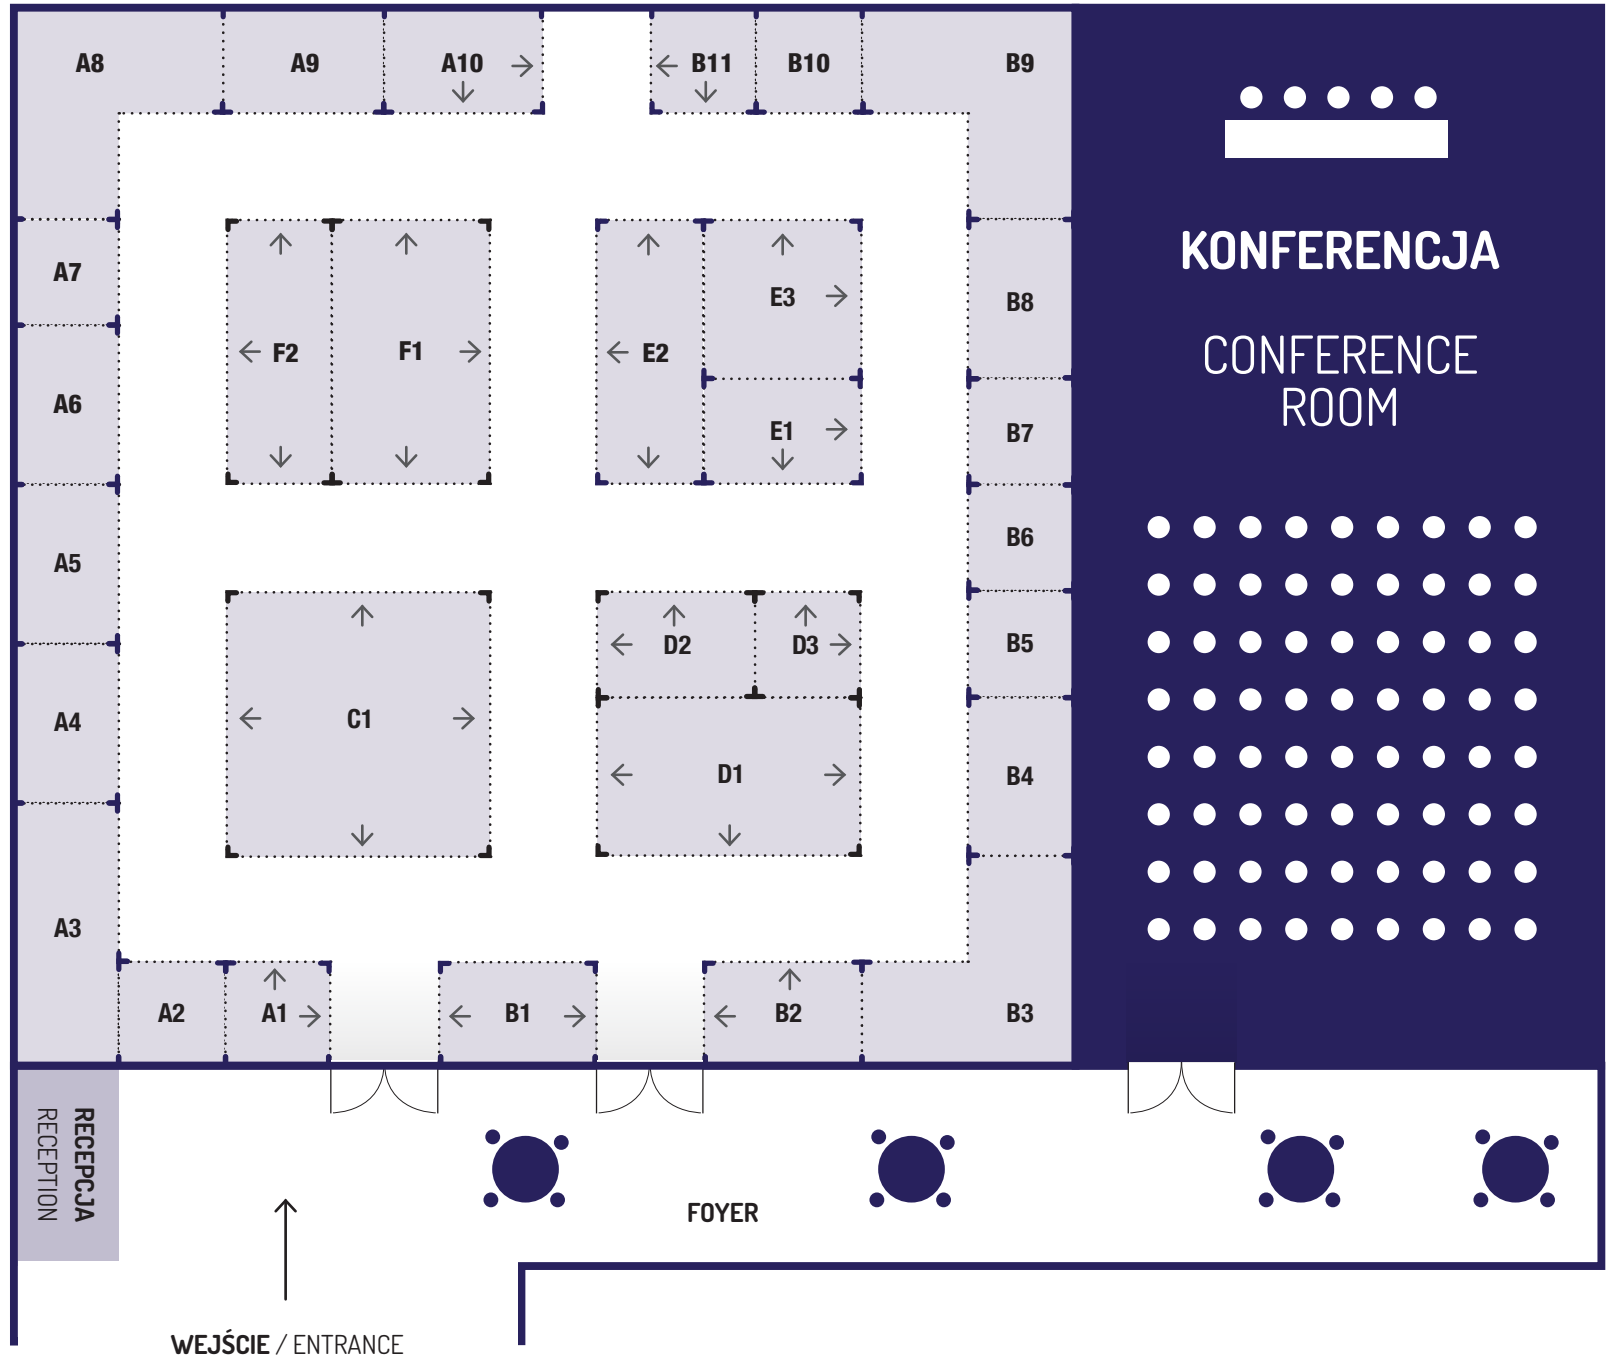 A8
A9
A10
B11
B10
B9
KONFERENCJA
CONFERENCE
ROOM
A7
A6
A5
A4
A3
F2
F1
E2
E3
E1
B8
B7
B6
B5
B4
C1
D2
D3
D1
A2
A1
B1
B2
B3
RECEPCJA
RECEPTION
FOYER
WEJŚCIE / ENTRANCE